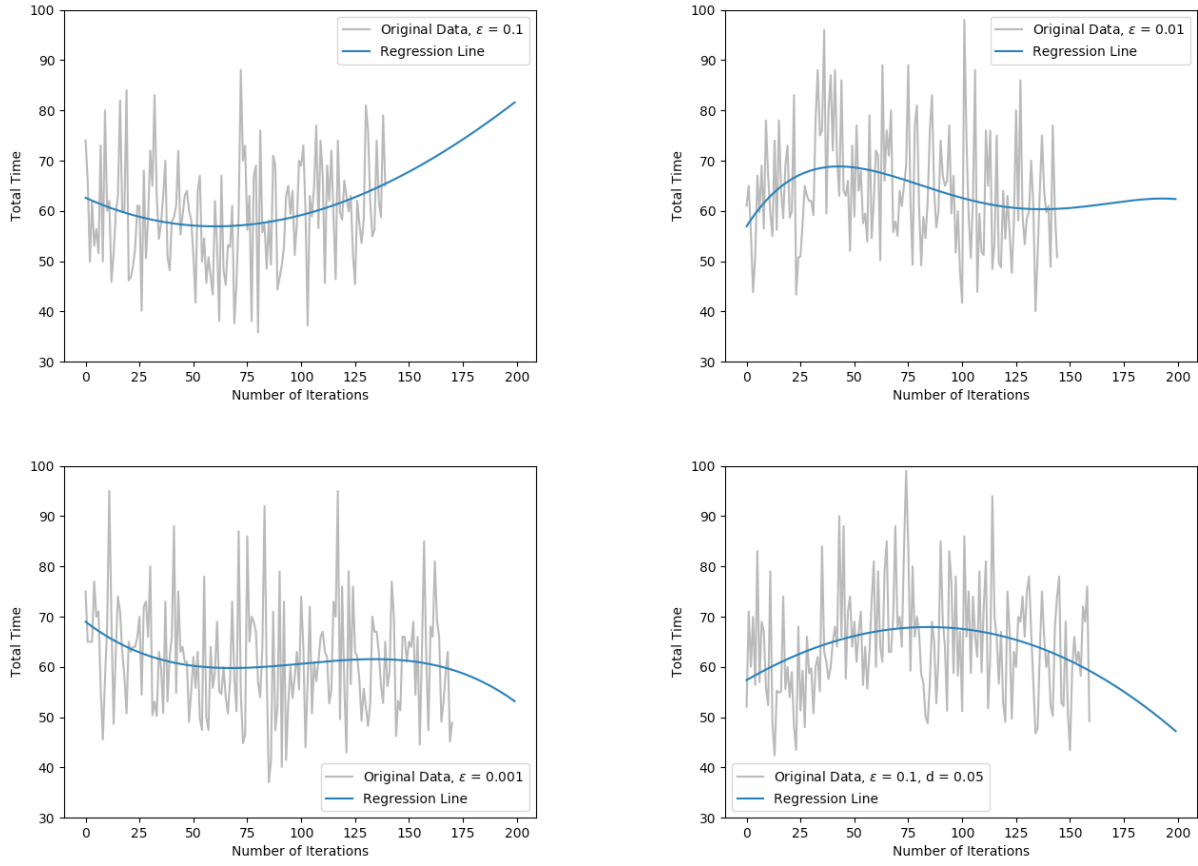 Original Data, ε = 0.1
Regression Line
100
90
80
70
60
50
40
30
Total Time
0 25 50 75 100 125 150 175 200
Number of Iterations
Original Data, ε = 0.01
Regression Line
100
90
80
70
60
50
40
30
Total Time
0 25 50 75 100 125 150 175 200
Number of Iterations
100
90
80
70
60
50
40
30
Total Time
Original Data, ε = 0.001
Regression Line
0 25 50 75 100 125 150 175 200
Number of Iterations
100
90
80
70
60
50
40
30
Total Time
Original Data, ε = 0.1, d = 0.05
Regression Line
0 25 50 75 100 125 150 175 200
Number of Iterations